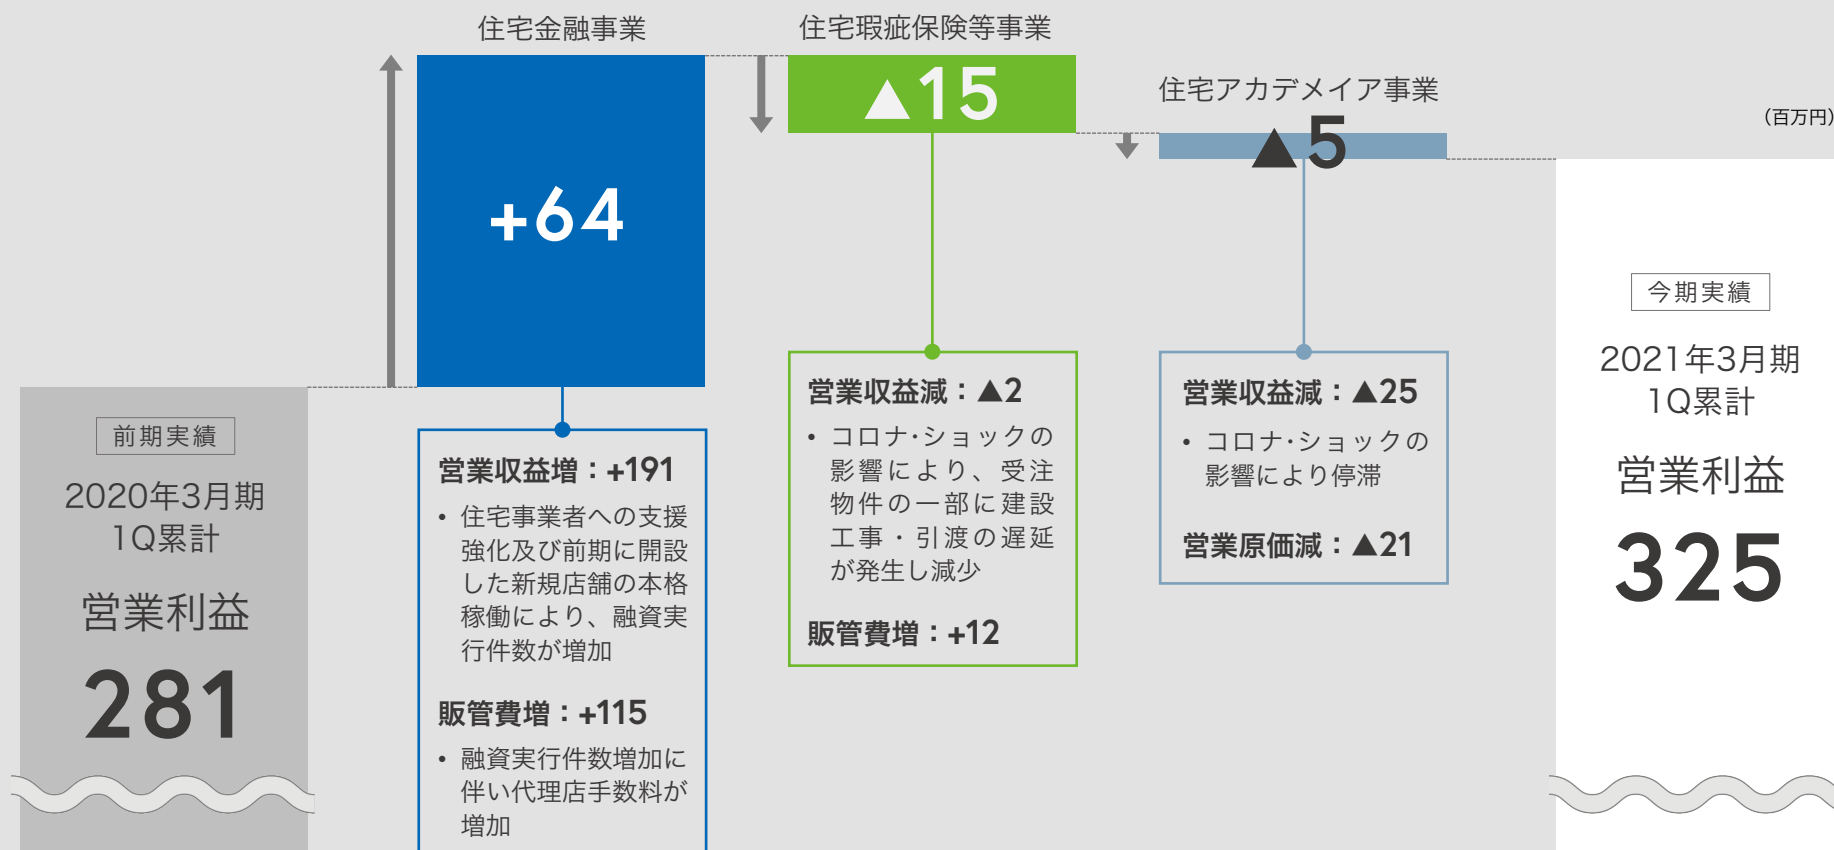 住宅金融事業
住宅瑕疵保険等事業
住宅アカデメイア事業
（百万円）
+64
▲15
▲5
前期実績
2020年3月期
1Q累計
営業利益
281
営業収益増：+191
• 住宅事業者への支援
強化及び前期に開設
した新規店舗の本格
稼働により、融資実
行件数が増加
販管費増：+115
• 融資実行件数増加に
伴い代理店手数料が
増加
営業収益減：▲2
• コロナ・ショックの
影響により、受注
物件の一部に建設
工事・引渡の遅延
が発生し減少
販管費増：+12
営業収益減：▲25
• コロナ・ショックの
影響により停滞
営業原価減：▲21
今期実績
2021年3月期
1Q累計
営業利益
325